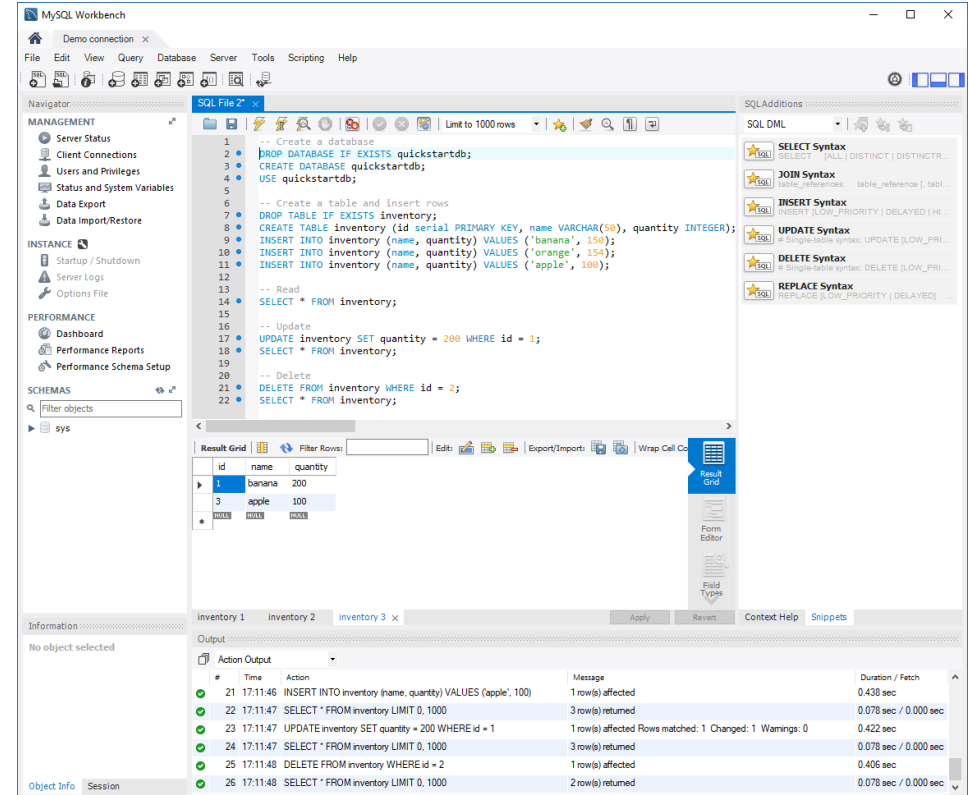 MySQL Workbench
Demo connection ×
File Edit View Query Database Server Tools Scripting Help
Navigator
MANAGEMENT
Server Status
Client Connections
Users and Privileges
Status and System Variables
Data Export
Data Import/Restore
INSTANCE
Startup / Shutdown
Server Logs
Options File
PERFORMANCE
Dashboard
Performance Reports
Performance Schema Setup
SCHEMAS
Filter objects
sys
SQL File 2* ×
Limit to 1000 rows
1 -- Create a database
2 DROP DATABASE IF EXISTS quickstartdb;
3 CREATE DATABASE quickstartdb;
4 USE quickstartdb;
5
6 -- Create a table and insert rows
7 DROP TABLE IF EXISTS inventory;
8 CREATE TABLE inventory (id serial PRIMARY KEY, name VARCHAR(50), quantity INTEGER);
9 INSERT INTO inventory (name, quantity) VALUES ('banana', 150);
10 INSERT INTO inventory (name, quantity) VALUES ('orange', 154);
11 INSERT INTO inventory (name, quantity) VALUES ('apple', 100);
12
13 -- Read
14 SELECT * FROM inventory;
15
16 -- Update
17 UPDATE inventory SET quantity = 200 WHERE id = 1;
18 SELECT * FROM inventory;
19
20 -- Delete
21 DELETE FROM inventory WHERE id = 2;
22 SELECT * FROM inventory;
Result Grid Filter Rows: Edit: Export/Import: Wrap Cell Co
id name quantity
1 banana 200
3 apple 100
NULL NULL NULL
Result
Grid
Form
Editor
Field
Types
inventory 1 inventory 2 inventory 3 × Apply Revert
SQLAdditions
SQL DML
SELECT Syntax
SELECT [ALL | DISTINCT | DISTINCTR...
JOIN Syntax
table_references table_reference [, tabl...
INSERT Syntax
INSERT [LOW_PRIORITY | DELAYED | HI...
UPDATE Syntax
# Single-table syntax: UPDATE [LOW_PRI...
DELETE Syntax
# Single-table syntax: DELETE [LOW_PRI...
REPLACE Syntax
REPLACE [LOW_PRIORITY | DELAYED] ...
Context Help Snippets
Information
No object selected
Object Info Session
Output
Action Output
# Time Action Message Duration / Fetch
21 17:11:46 INSERT INTO inventory (name, quantity) VALUES ('apple', 100) 1 row(s) affected 0.438 sec
22 17:11:47 SELECT * FROM inventory LIMIT 0, 1000 3 row(s) returned 0.078 sec / 0.000 sec
23 17:11:47 UPDATE inventory SET quantity = 200 WHERE id = 1 1 row(s) affected Rows matched: 1 Changed: 1 Warnings: 0 0.422 sec
24 17:11:47 SELECT * FROM inventory LIMIT 0, 1000 3 row(s) returned 0.078 sec / 0.000 sec
25 17:11:48 DELETE FROM inventory WHERE id = 2 1 row(s) affected 0.406 sec
26 17:11:48 SELECT * FROM inventory LIMIT 0, 1000 2 row(s) returned 0.078 sec / 0.000 sec